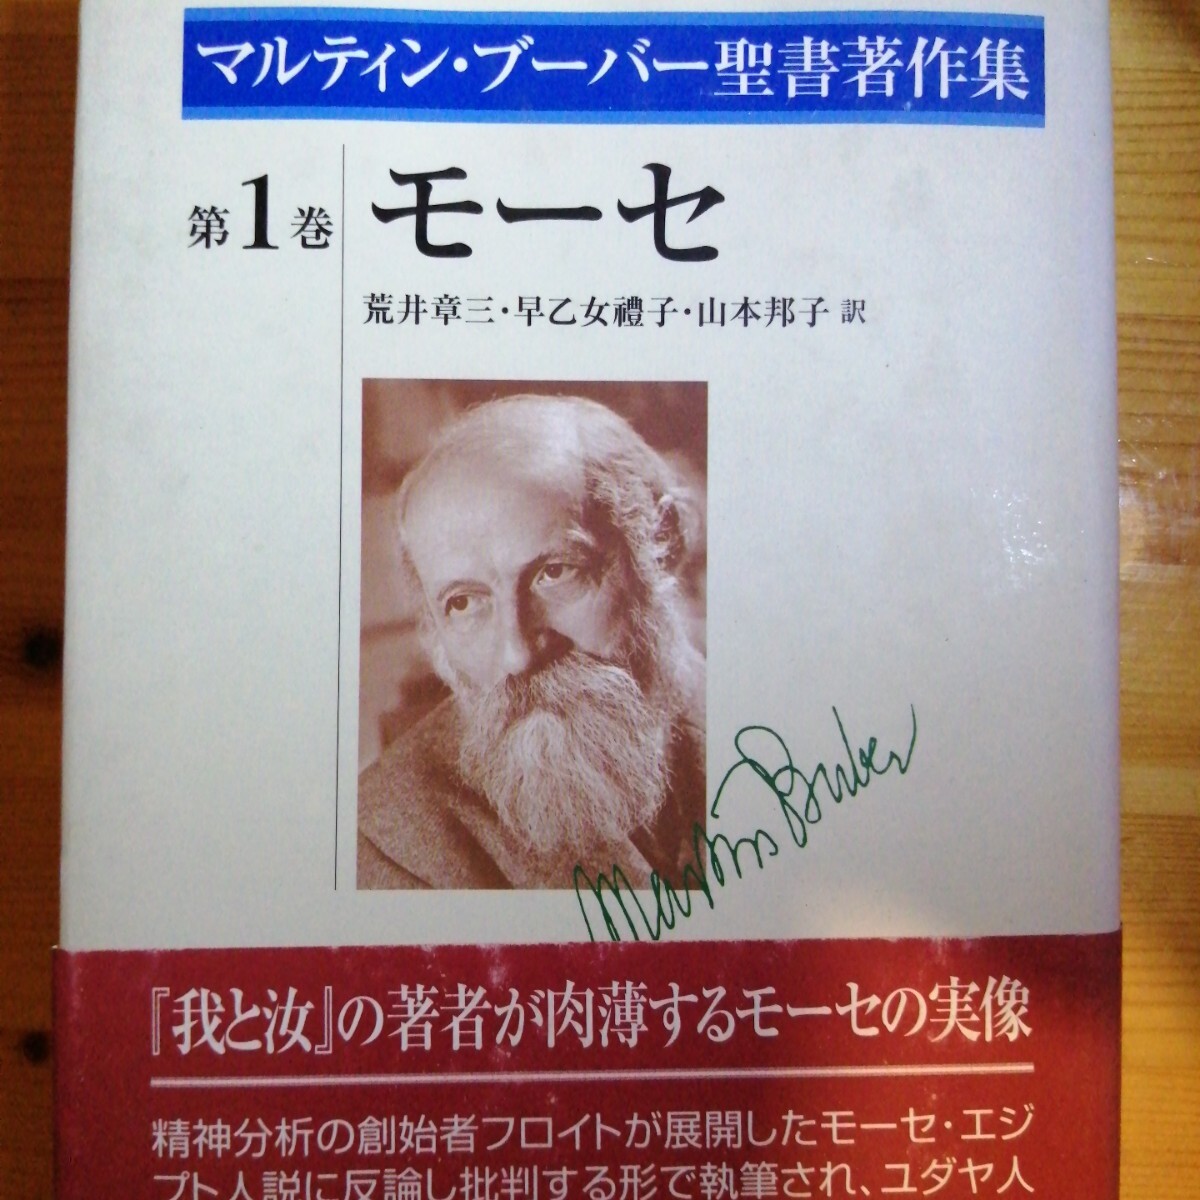 マルティン・ブーバー聖書著作集
第1巻
モーセ
荒井章三・早乙女禮子・山本邦子 訳
Martin Buber
『我と汝』の著者が肉薄するモーセの実像
精神分析の創始者フロイトが展開したモーセ・エジ
プト人説に反論し批判する形で執筆され、ユダヤ人